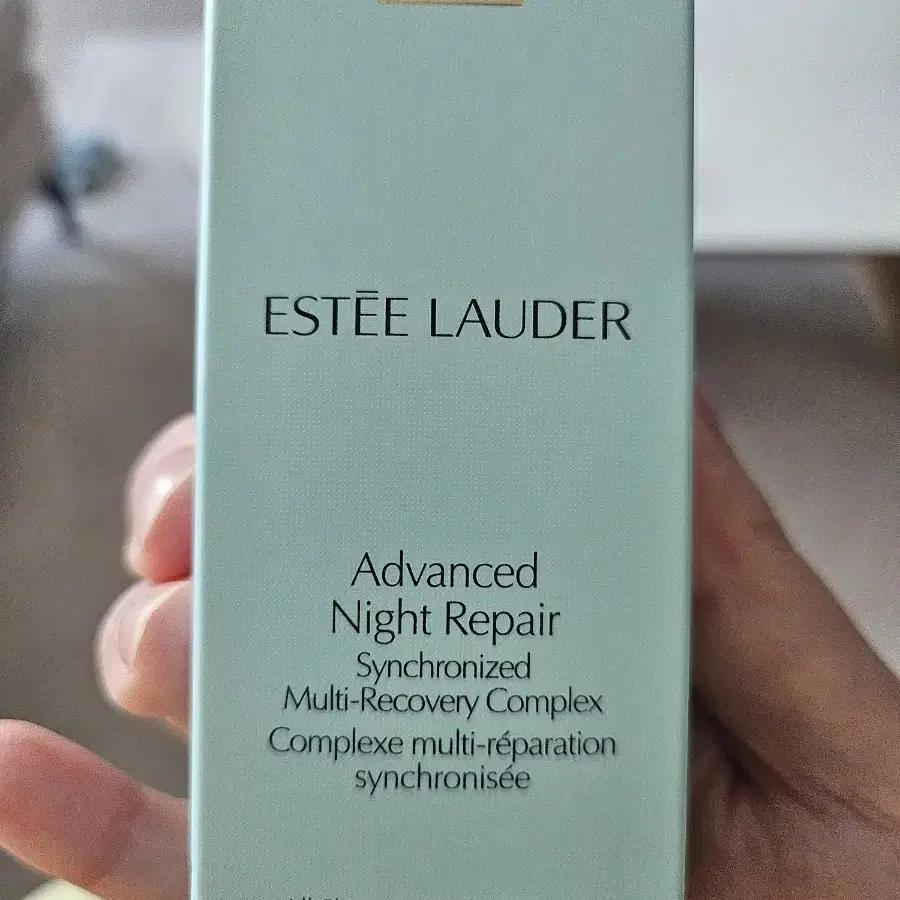 ESTĒE LAUDER
Advanced
Night Repair
Synchronized
Multi-Recovery Complex
Complexe multi-réparation
synchronisée